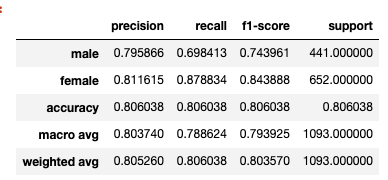 precision recall f1-score support
male 0.795866 0.698413 0.743961 441.000000
female 0.811615 0.878834 0.843888 652.000000
accuracy 0.806038 0.806038 0.806038 0.806038
macro avg 0.803740 0.788624 0.793925 1093.000000
weighted avg 0.805260 0.806038 0.803570 1093.000000